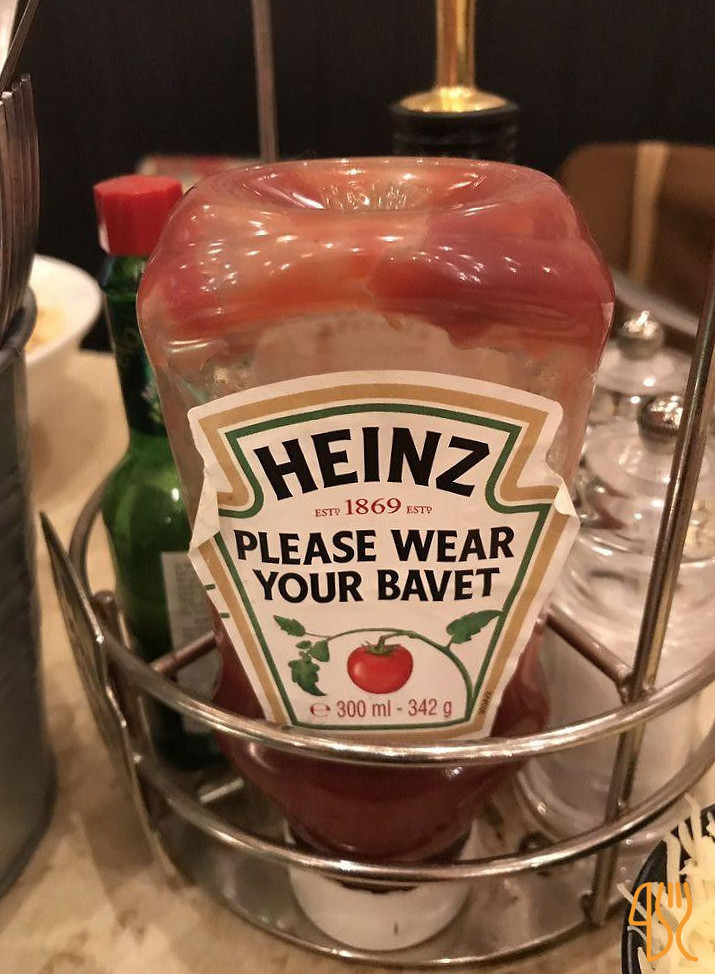 HEINZ
ESTD 1869 ESTD
PLEASE WEAR
YOUR BAVET
℮ 300 ml - 342 g